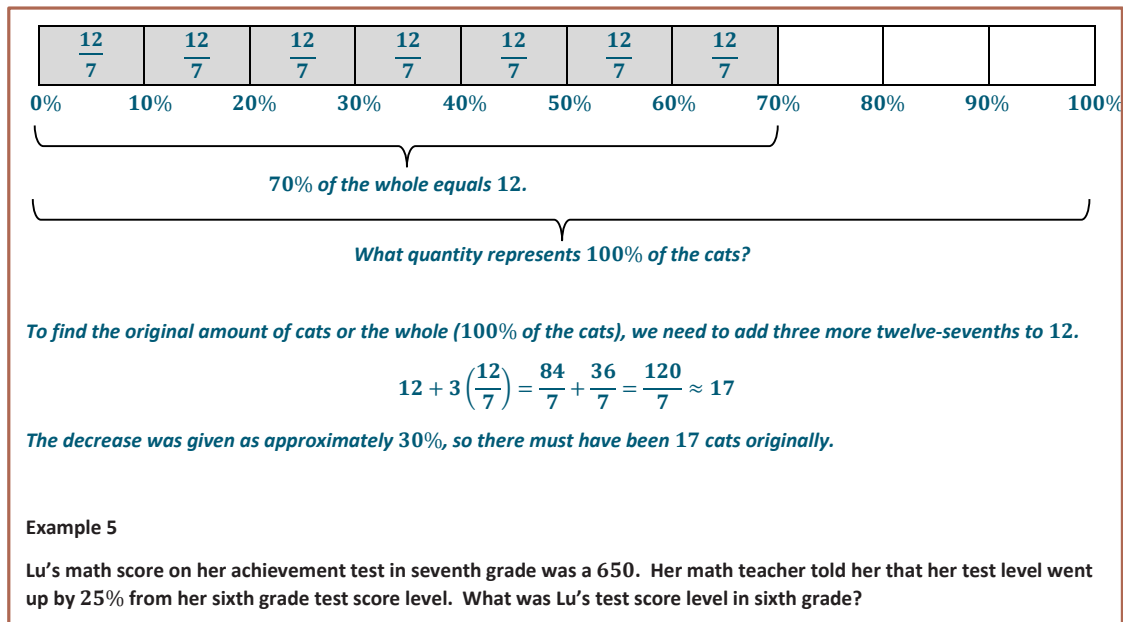 12/7 12/7 12/7 12/7 12/7 12/7 12/7
0% 10% 20% 30% 40% 50% 60% 70% 80% 90% 100%
70% of the whole equals 12.
What quantity represents 100% of the cats?
To find the original amount of cats or the whole (100% of the cats), we need to add three more twelve-sevenths to 12.
12 + 3 (12/7) = 84/7 + 36/7 = 120/7 ≈ 17
The decrease was given as approximately 30%, so there must have been 17 cats originally.
Example 5
Lu’s math score on her achievement test in seventh grade was a 650. Her math teacher told her that her test level went
up by 25% from her sixth grade test score level. What was Lu’s test score level in sixth grade?